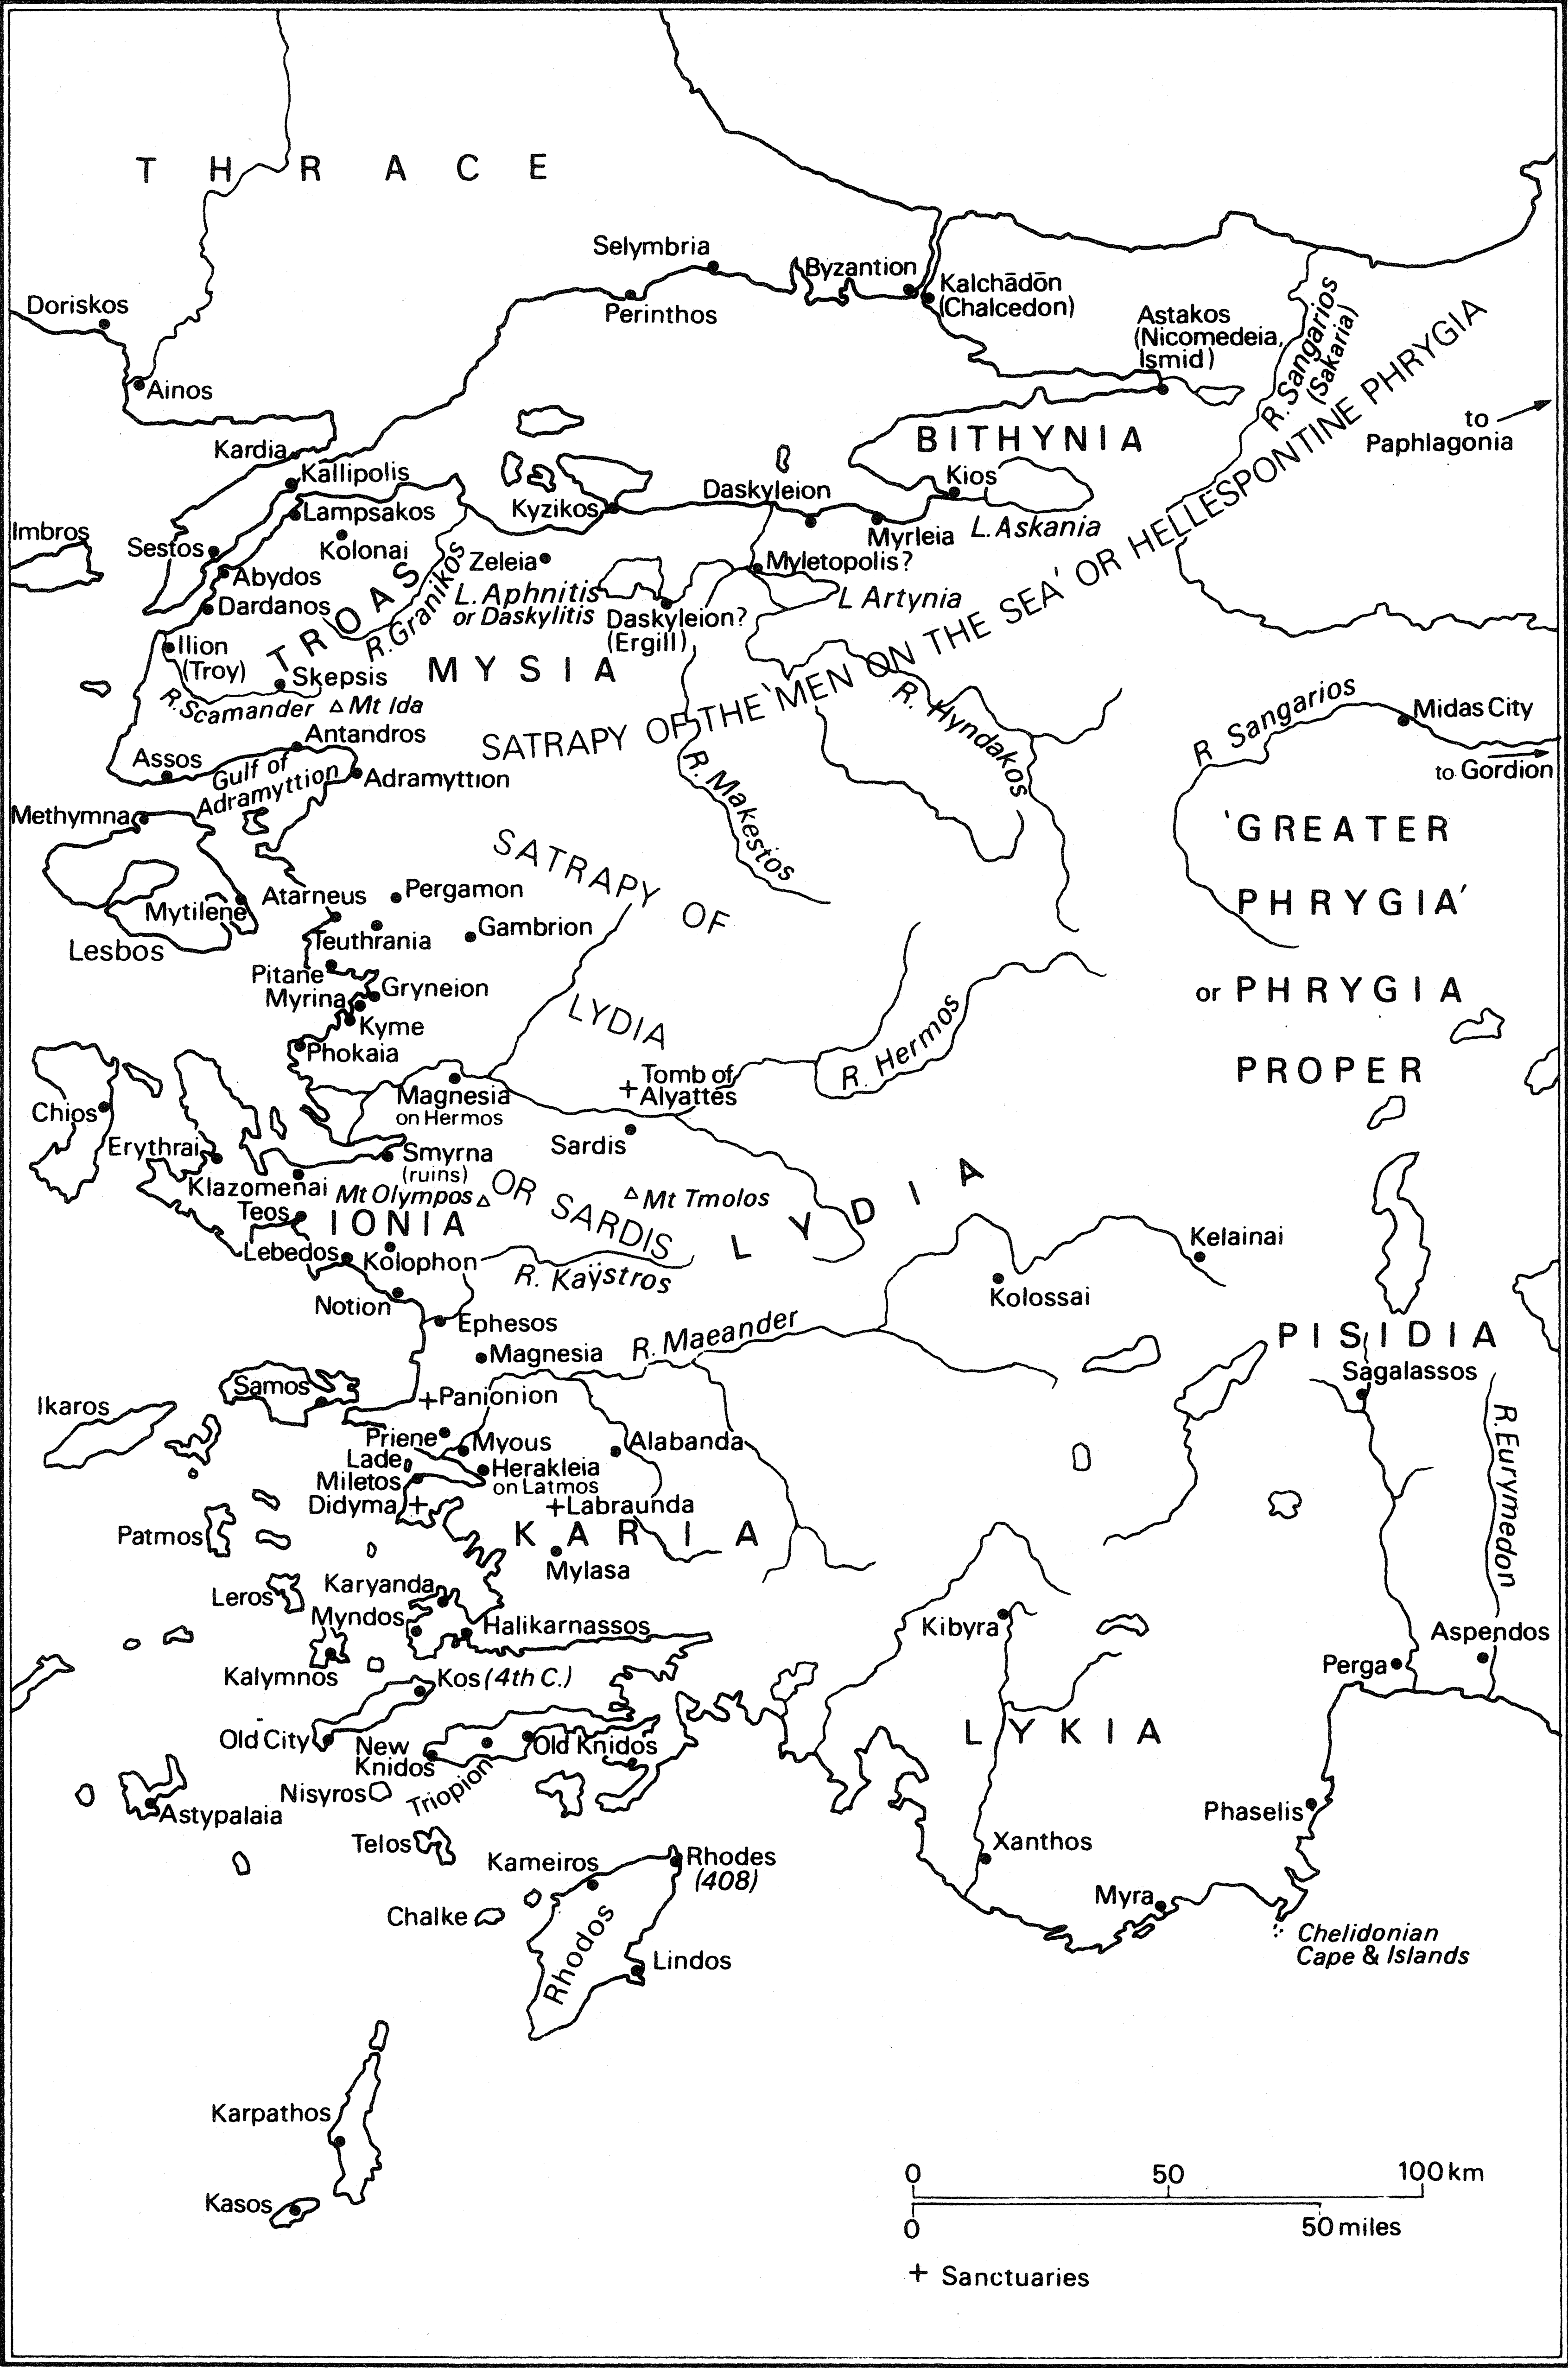 THRACE
Selymbria
Byzantion
Kalchādōn
(Chalcedon)
Perinthos
Doriskos
Ainos
Astakos
(Nicomedeia,
Ismid)
R. Sangarios
(Sakaria)
to
Paphlagonia
BITHYNIA
Kardia
Kallipolis
Lampsakos
Kolonai
Kyzikos
Daskyleion
Kios
Myrleia
L. Askania
Imbros
Sestos
Abydos
Dardanos
Zeleia
Myletopolis?
L. Aphnitis
or Daskylitis
Daskyleion?
(Ergill)
L Artynia
TROAS
R. Granikos
Ilion
(Troy)
Skepsis
R. Scamander
Mt Ida
MYSIA
SATRAPY OF THE 'MEN ON THE SEA' OR HELLESPONTINE PHRYGIA
R. Hyndakos
R Sangarios
Midas City
to Gordion
Antandros
Assos
Gulf of
Adramyttion
Adramyttion
R. Makestos
Methymna
'GREATER
PHRYGIA'
or PHRYGIA
PROPER
SATRAPY OF
LYDIA
OR SARDIS
Mytilene
Lesbos
Atarneus
Pergamon
Teuthrania
Gambrion
Pitane
Gryneion
Myrina
Kyme
Phokaia
R. Hermos
Magnesia
on Hermos
Tomb of
Alyattes
Sardis
Chios
Erythrai
Smyrna
(ruins)
Klazomenai
Mt Olympos
Mt Tmolos
Teos
IONIA
LYDIA
Lebedos
Kolophon
R. Kaÿstros
Notion
Ephesos
Kelainai
Kolossai
Magnesia
R. Maeander
PISIDIA
Sagalassos
R. Eurymedon
Samos
Ikaros
Panionion
Priene
Myous
Alabanda
Lade
Herakleia
on Latmos
Miletos
Didyma
Labraunda
KARIA
Mylasa
Patmos
Leros
Karyanda
Myndos
Halikarnassos
Kibyra
Aspendos
Perga
Kalymnos
Kos (4th C.)
Old City
New
Knidos
Old Knidos
Triopion
Nisyros
LYKIA
Astypalaia
Telos
Phaselis
Xanthos
Kameiros
Rhodes
(408)
Chalke
Rhodos
Lindos
Myra
Chelidonian
Cape & Islands
Karpathos
Kasos
0 50 100 km
0 50 miles
+ Sanctuaries